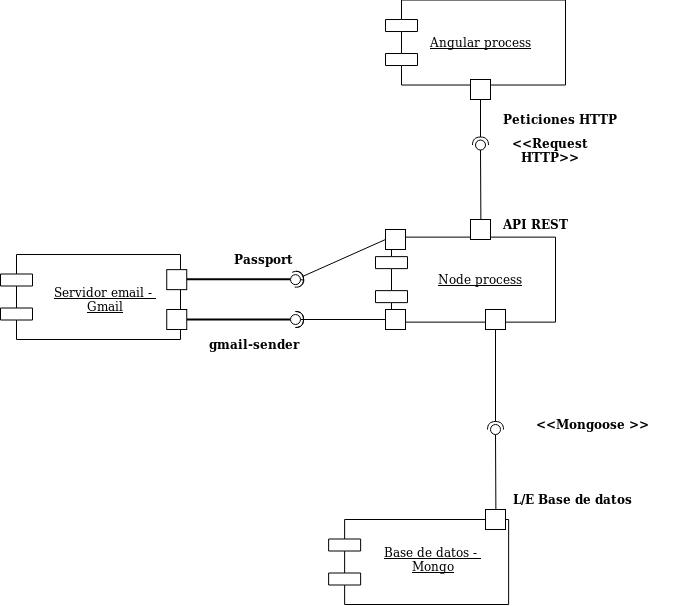 Angular process
Peticiones HTTP
<<Request
HTTP>>
API REST
Passport
Node process
Servidor email -
Gmail
gmail-sender
<<Mongoose >>
L/E Base de datos
Base de datos -
Mongo